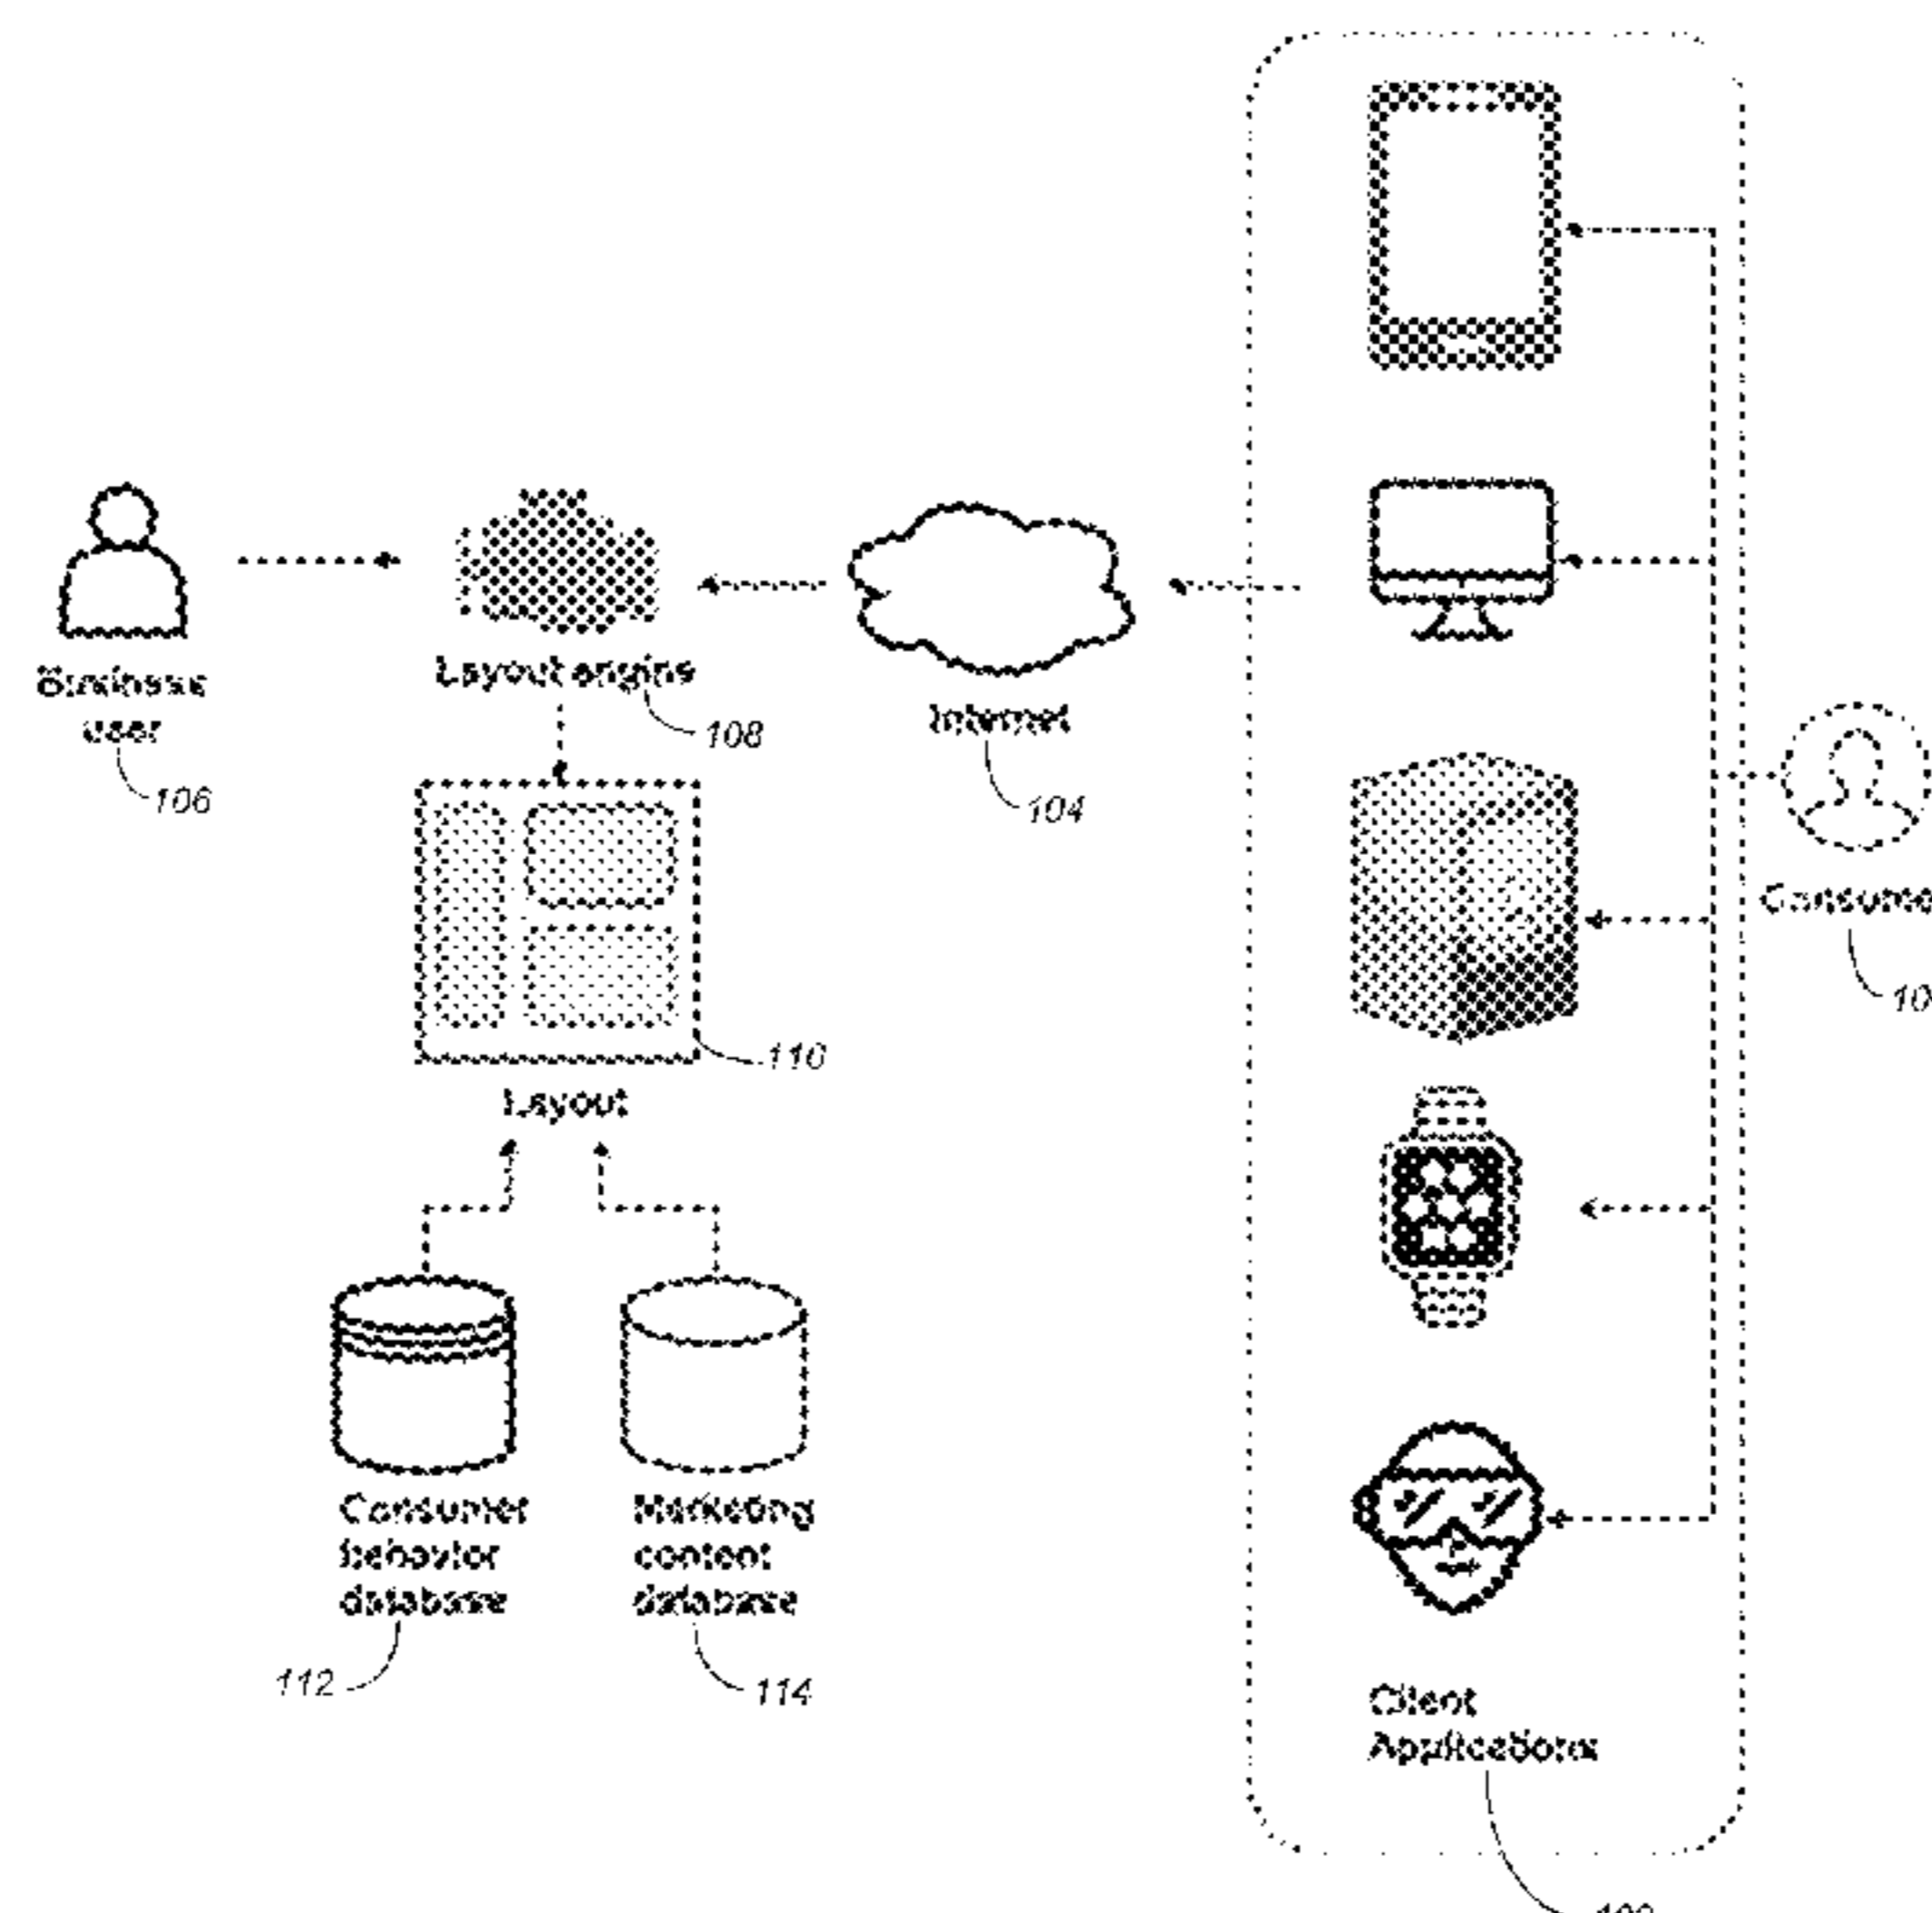 Business
user
106
Layout engine
108
Internet
104
110
Layout
Consumer
behavior
database
112
Marketing
content
database
114
Client
Applications